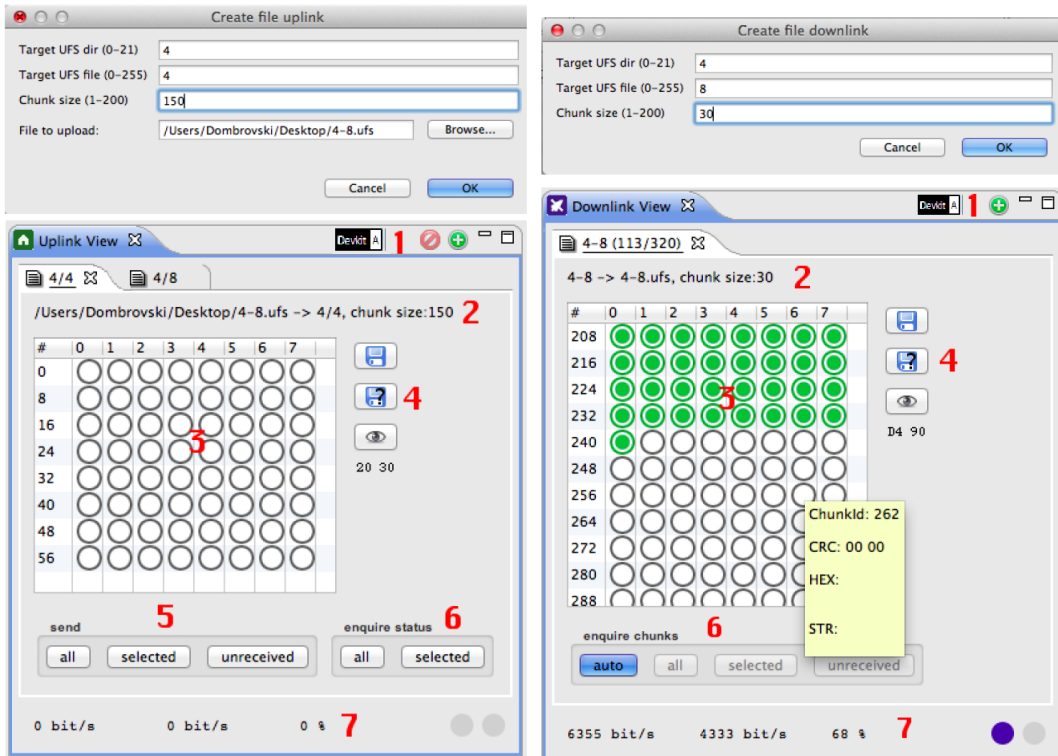 Create file uplink
Target UFS dir (0-21) 4
Target UFS file (0-255) 4
Chunk size (1-200) 150
File to upload: /Users/Dombrovski/Desktop/4-8.ufs Browse...
Cancel OK
Create file downlink
Target UFS dir (0-21) 4
Target UFS file (0-255) 8
Chunk size (1-200) 30
Cancel OK
Uplink View Devkit A 1
4/4 4/8
/Users/Dombrovski/Desktop/4-8.ufs -> 4/4, chunk size:150 2
# 0 1 2 3 4 5 6 7
0
8
16
24
32
40
48
56
3
? 4
20 30
5
send
all selected unreceived
6
enquire status
all selected
0 bit/s 0 bit/s 0 % 7
Downlink View Devkit A 1
4-8 (113/320)
4-8 -> 4-8.ufs, chunk size:30 2
# 0 1 2 3 4 5 6 7
208
216
224
232
240
248
256
264
272
280
288
3
? 4
D4 90
ChunkId: 262
CRC: 00 00
HEX:
STR:
6
enquire chunks
auto all selected unreceived
6355 bit/s 4333 bit/s 68 % 7